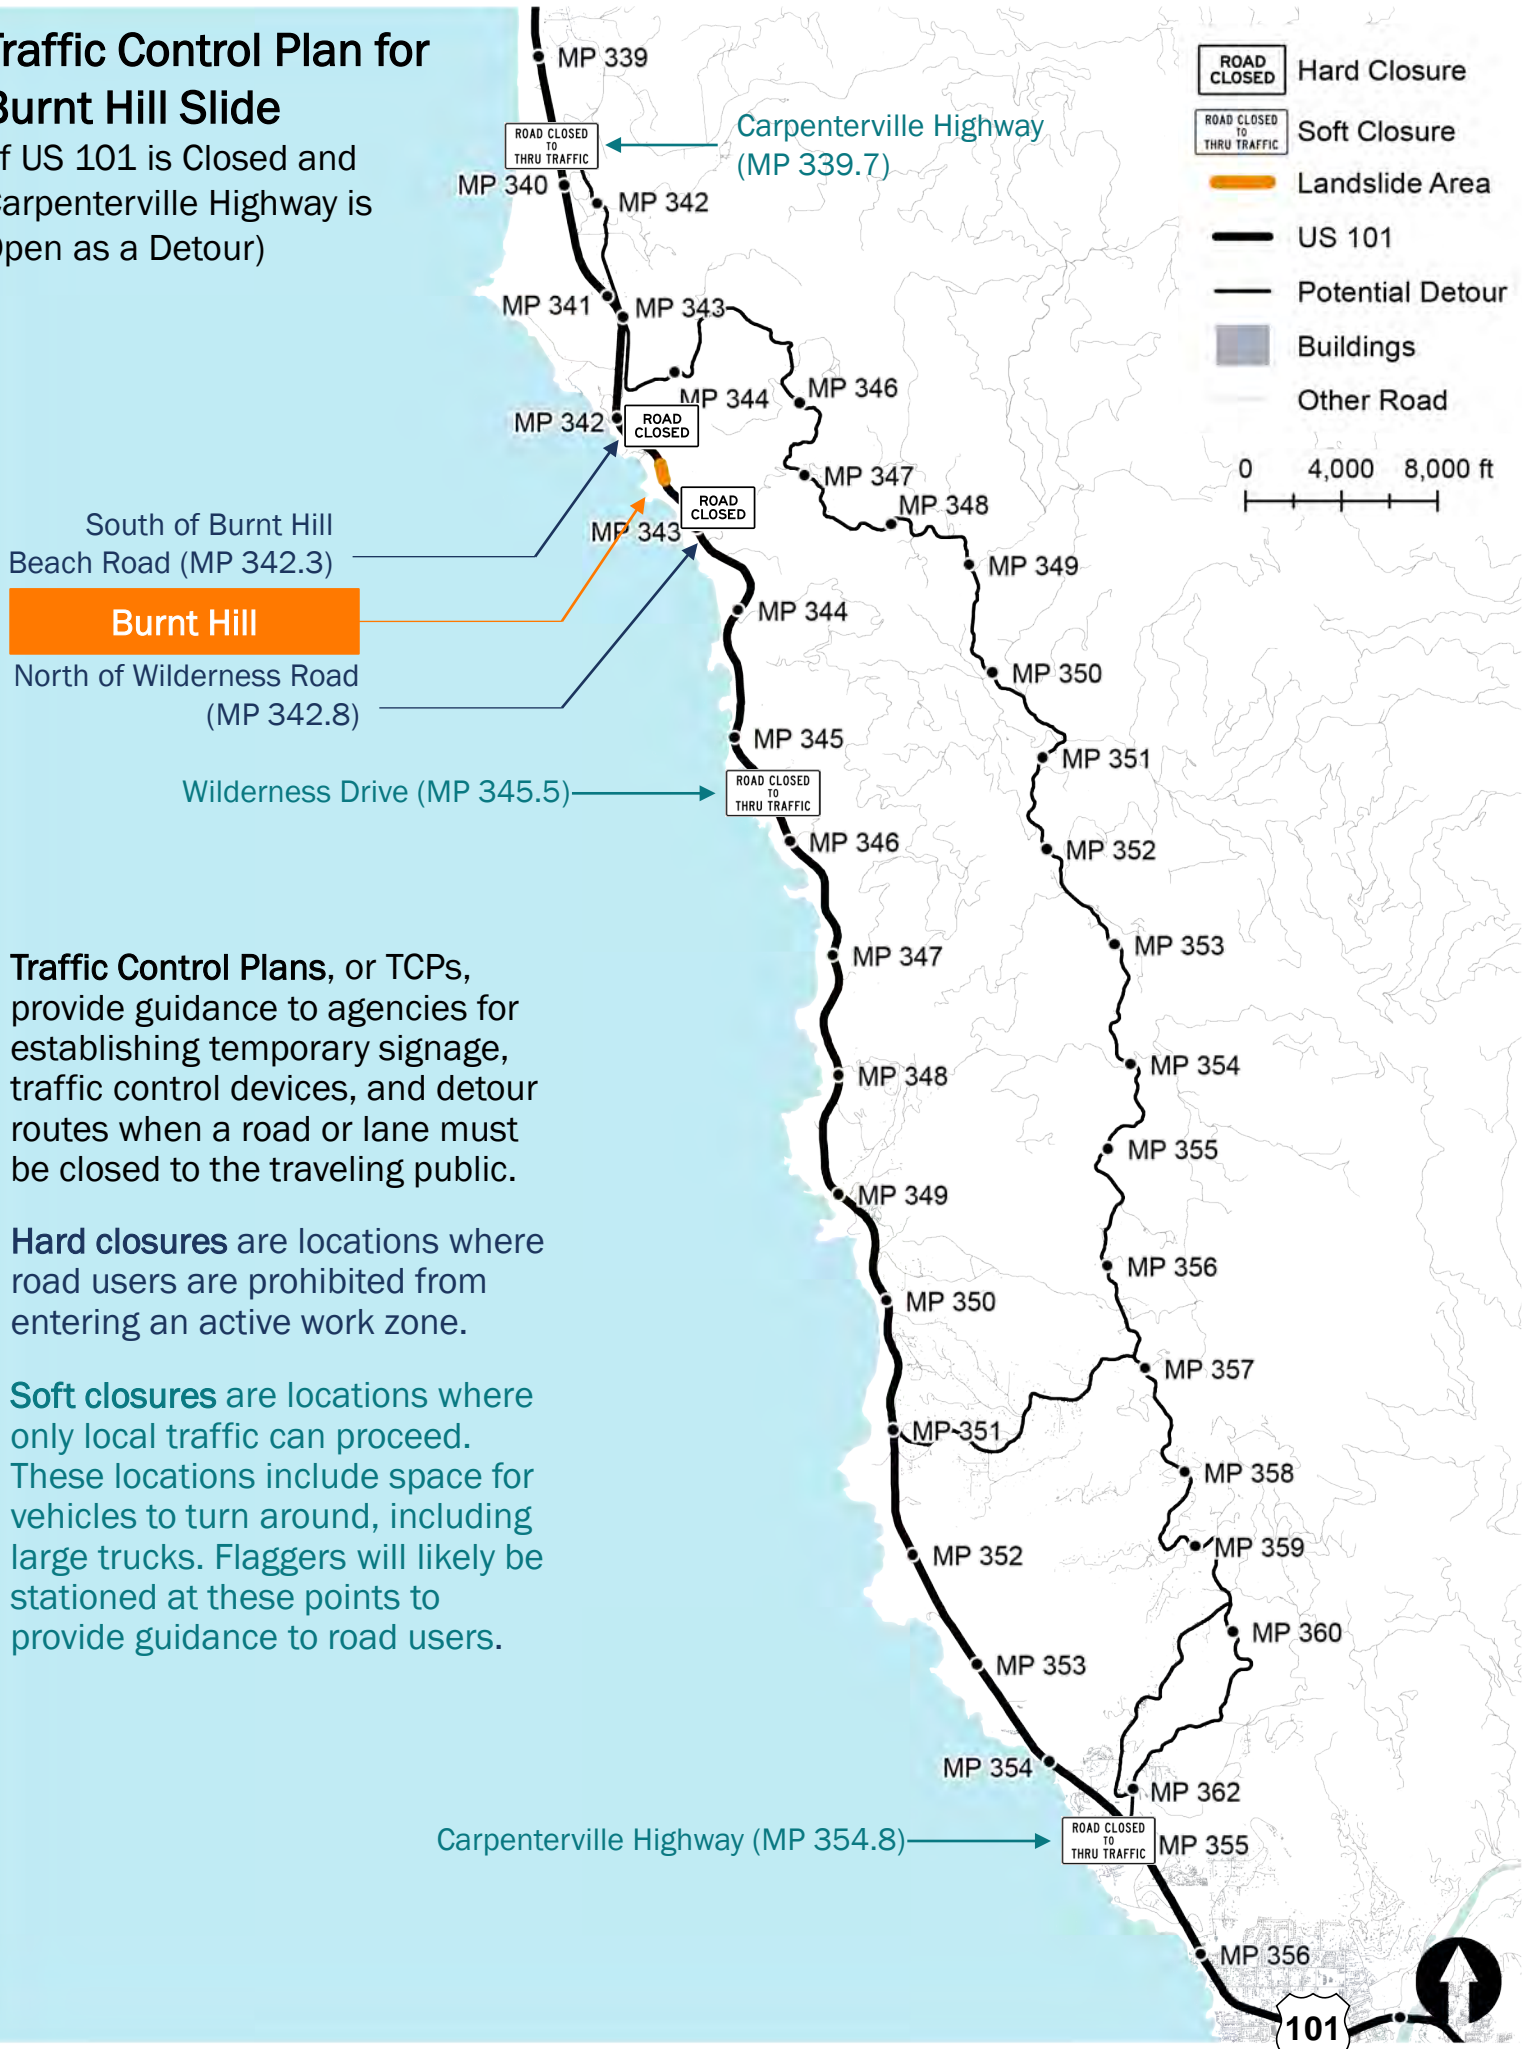 raffic Control Plan for
Burnt Hill Slide
f US 101 is Closed and
Carpenterville Highway is
Open as a Detour)
ROAD
CLOSED
Hard Closure
ROAD CLOSED
TO
THRU TRAFFIC
Soft Closure
Landslide Area
US 101
Potential Detour
Buildings
Other Road
0 4,000 8,000 ft
MP 339
ROAD CLOSED
TO
THRU TRAFFIC
Carpenterville Highway
(MP 339.7)
MP 340
MP 342
MP 341
MP 343
MP 344
MP 346
MP 342
ROAD
CLOSED
MP 347
MP 348
ROAD
CLOSED
MP 343
South of Burnt Hill
Beach Road (MP 342.3)
MP 349
Burnt Hill
MP 344
North of Wilderness Road
(MP 342.8)
MP 350
MP 345
MP 351
Wilderness Drive (MP 345.5)
ROAD CLOSED
TO
THRU TRAFFIC
MP 346
MP 352
MP 353
MP 347
MP 354
MP 348
MP 355
MP 349
MP 356
MP 350
MP 357
MP 351
MP 358
MP 359
MP 352
MP 360
MP 353
MP 354
MP 362
Carpenterville Highway (MP 354.8)
ROAD CLOSED
TO
THRU TRAFFIC
MP 355
MP 356
101
Traffic Control Plans, or TCPs,
provide guidance to agencies for
establishing temporary signage,
traffic control devices, and detour
routes when a road or lane must
be closed to the traveling public.
Hard closures are locations where
road users are prohibited from
entering an active work zone.
Soft closures are locations where
only local traffic can proceed.
These locations include space for
vehicles to turn around, including
large trucks. Flaggers will likely be
stationed at these points to
provide guidance to road users.